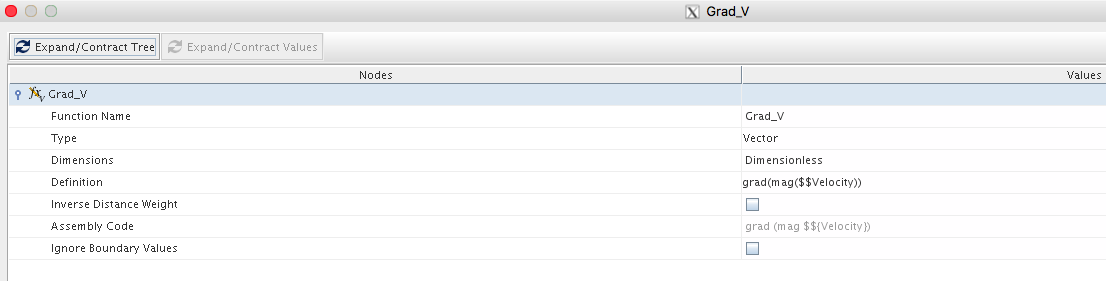 Grad_V
Expand/Contract Tree Expand/Contract Values
Nodes Values
Grad_V
Function Name Grad_V
Type Vector
Dimensions Dimensionless
Definition grad(mag($$Velocity))
Inverse Distance Weight
Assembly Code grad (mag $${Velocity})
Ignore Boundary Values